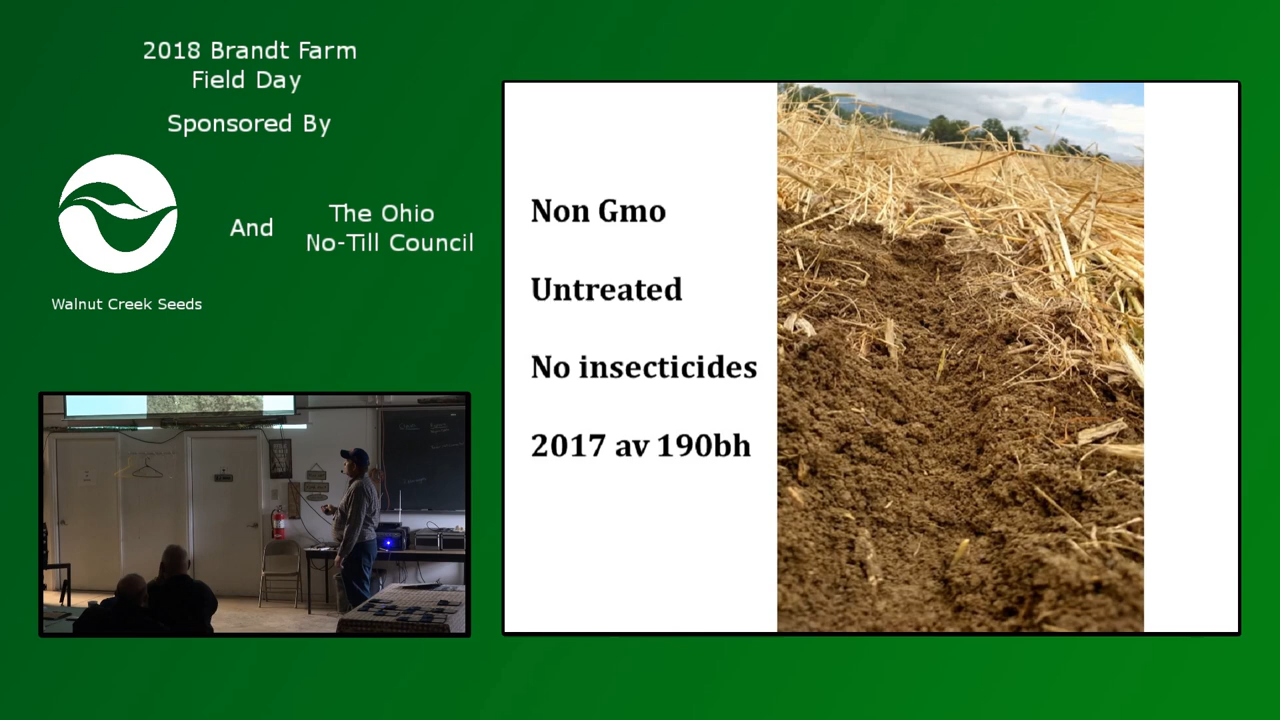 2018 Brandt Farm
Field Day
Sponsored By
And
The Ohio
No-Till Council
Walnut Creek Seeds
Non Gmo
Untreated
No insecticides
2017 av 190bh